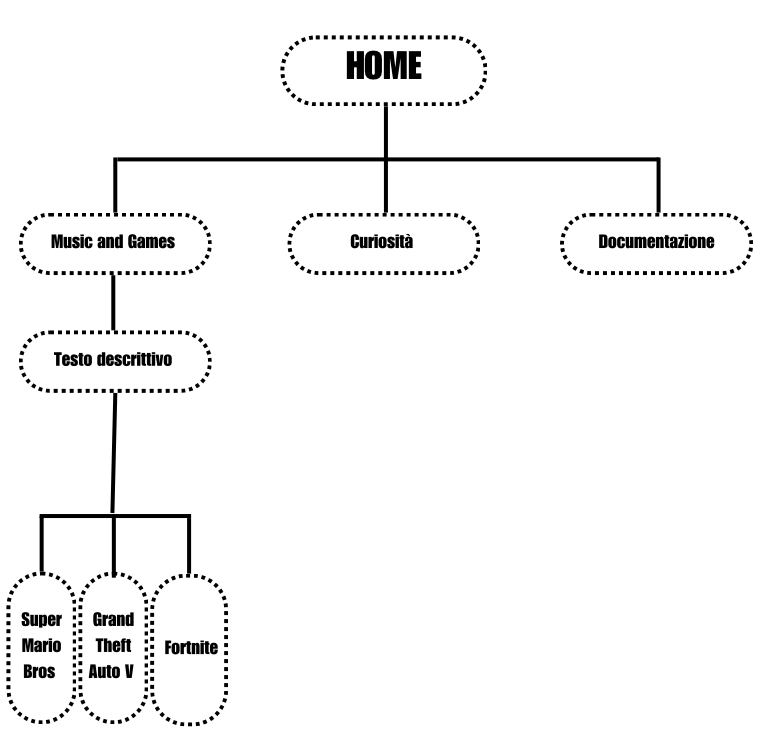 HOME
Music and Games
Curiosità
Documentazione
Testo descrittivo
Super
Mario
Bros
Grand
Theft
Auto V
Fortnite